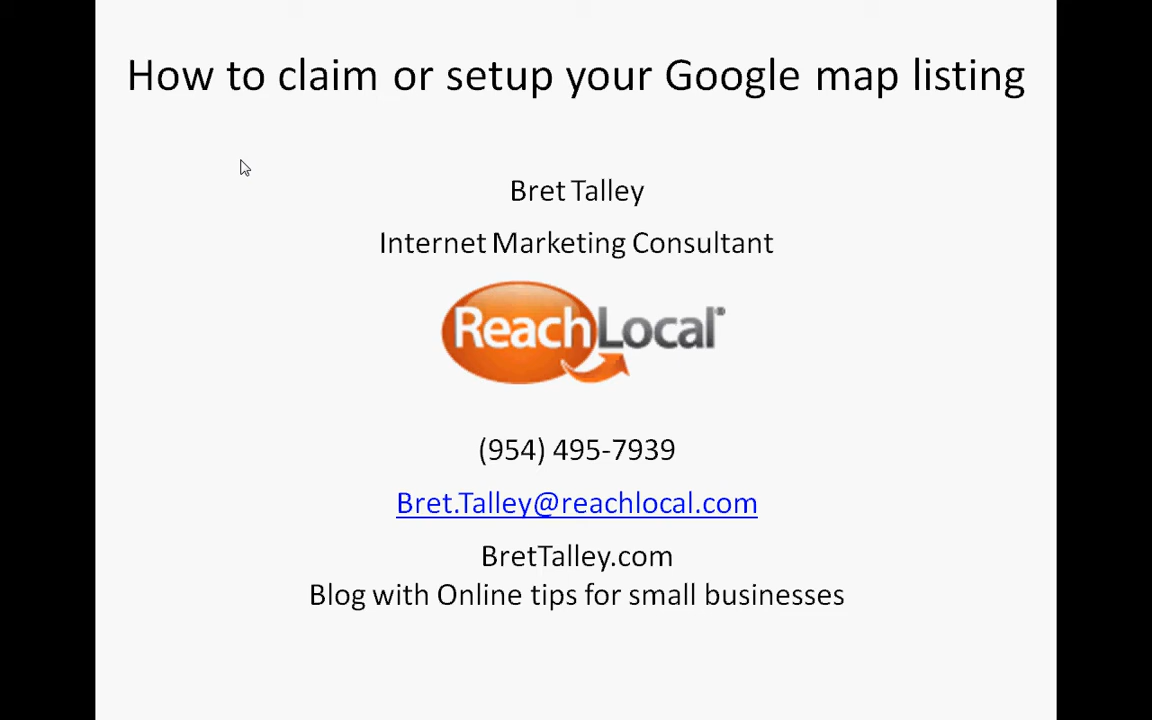 How to claim or setup your Google map listing
Bret Talley
Internet Marketing Consultant
ReachLocal®
(954) 495-7939
Bret.Talley@reachlocal.com
BretTalley.com
Blog with Online tips for small businesses